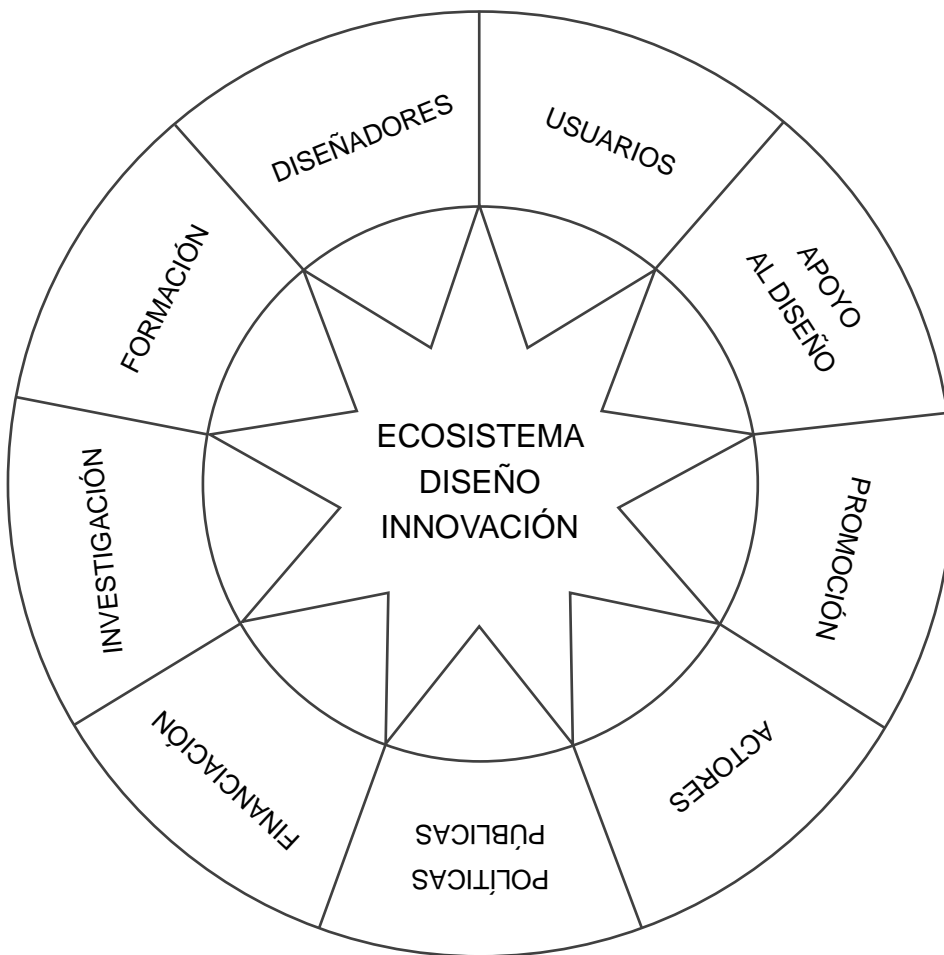 DISEÑADORES
USUARIOS
APOYO
AL DISEÑO
PROMOCIÓN
ACTORES
POLÍTICAS
PÚBLICAS
FINANCIACIÓN
INVESTIGACIÓN
FORMACIÓN
ECOSISTEMA
DISEÑO
INNOVACIÓN